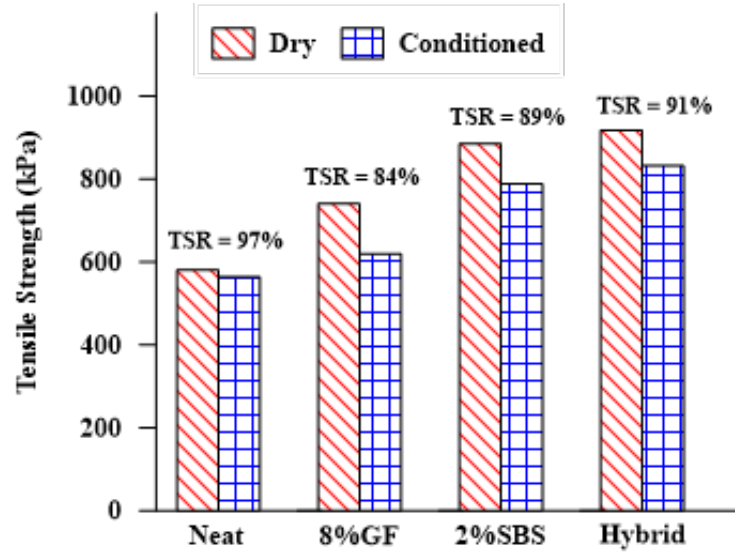 Dry Conditioned
Tensile Strength (kPa)
1000
800
600
400
200
0
TSR = 97%
TSR = 84%
TSR = 89%
TSR = 91%
Neat 8%GF 2%SBS Hybrid